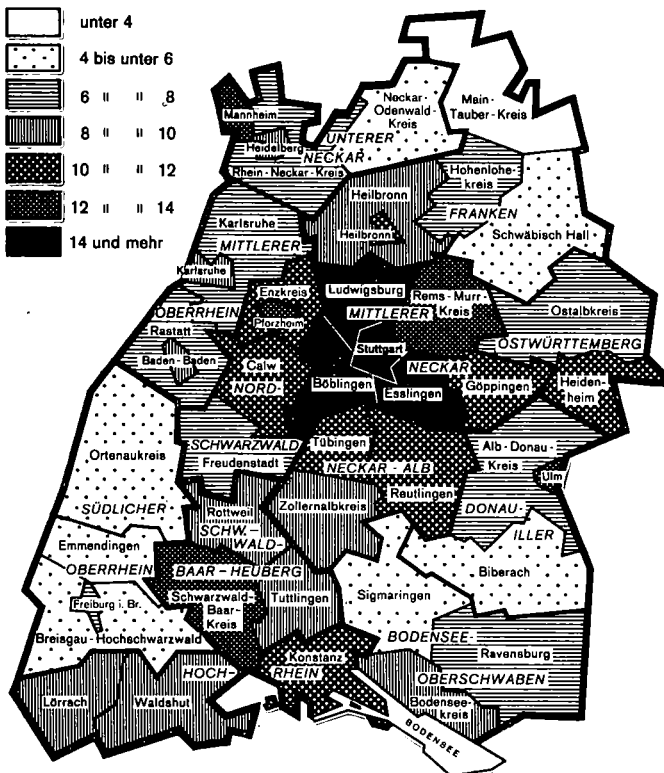 unter 4
4 bis unter 6
6 " " 8
8 " " 10
10 " " 12
12 " " 14
14 und mehr
Neckar-
Odenwald-
Kreis
Main-
Tauber-Kreis
Mannheim
UNTERER
Heidelberg
NECKAR
Rhein-Neckar-Kreis
Hohenlohe-
kreis
Heilbronn
FRANKEN
Karlsruhe
Heilbronn
Schwäbisch Hall
MITTLERER
Karlsruhe
Enzkreis
Ludwigsburg
Rems-Murr-
Kreis
MITTLERER
OBERRHEIN
Ostalbkreis
Rastatt
Pforzheim
OSTWÜRTTEMBERG
Baden-Baden
Stuttgart
Calw
NECKAR
NORD-
Böblingen
Esslingen
Göppingen
Heiden-
heim
SCHWARZWALD
Freudenstadt
Tübingen
Ortenaukreis
NECKAR - ALB
Alb-Donau-
Kreis
Ulm
Reutlingen
Rottweil
Zollernalbkreis
DONAU-
SÜDLICHER
SCHW.-
WALD-
ILLER
Emmendingen
OBERRHEIN
BAAR-HEUBERG
Biberach
Freiburg i. Br.
Schwarzwald-
Baar-
Kreis
Tuttlingen
Sigmaringen
Breisgau-Hochschwarzwald
BODENSEE-
Konstanz
Ravensburg
HOCH-
RHEIN
OBERSCHWABEN
Lörrach
Waldshut
Bodensee-
kreis
BODENSEE